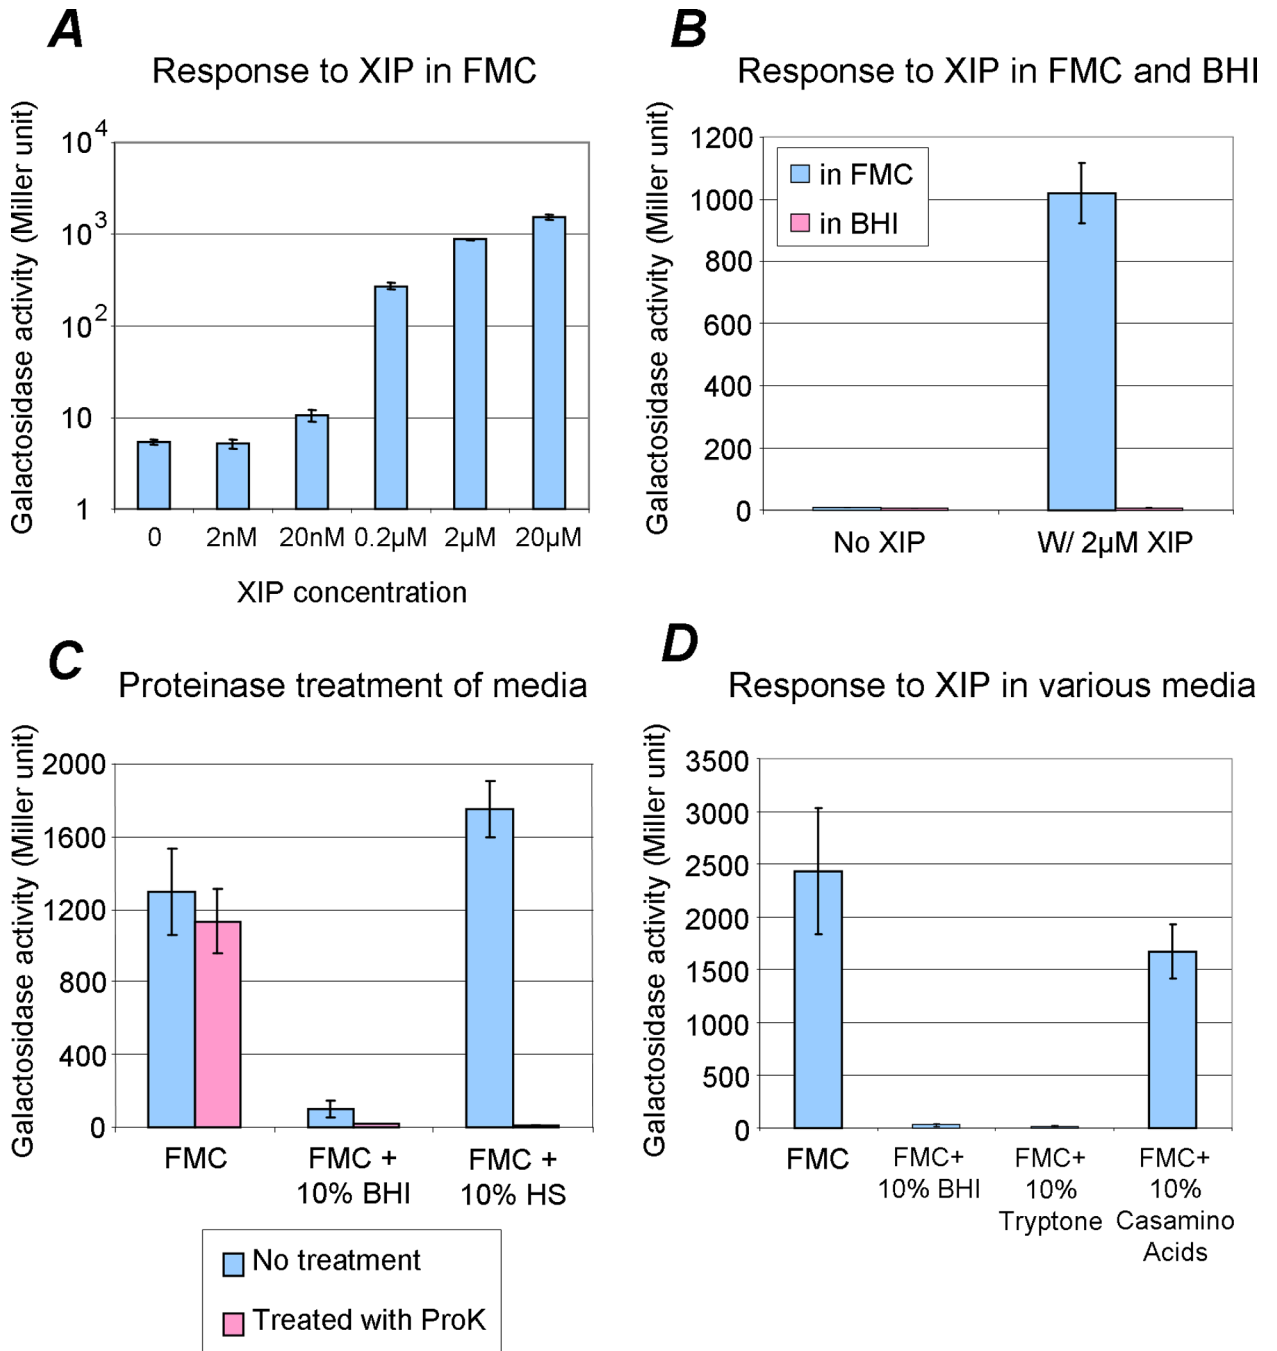 A
Response to XIP in FMC
Galactosidase activity (Miller unit)
10^4
10^3
10^2
10
1
0 2nM 20nM 0.2µM 2µM 20µM
XIP concentration
B
Response to XIP in FMC and BHI
Galactosidase activity (Miller unit)
1200
1000
800
600
400
200
0
in FMC
in BHI
No XIP W/ 2µM XIP
C
Proteinase treatment of media
Galactosidase activity (Miller unit)
2000
1600
1200
800
400
0
FMC FMC + FMC +
10% BHI 10% HS
No treatment
Treated with ProK
D
Response to XIP in various media
Galactosidase activity (Miller unit)
3500
3000
2500
2000
1500
1000
500
0
FMC FMC+ FMC+ FMC+
10% BHI 10% 10%
Tryptone Casamino
Acids